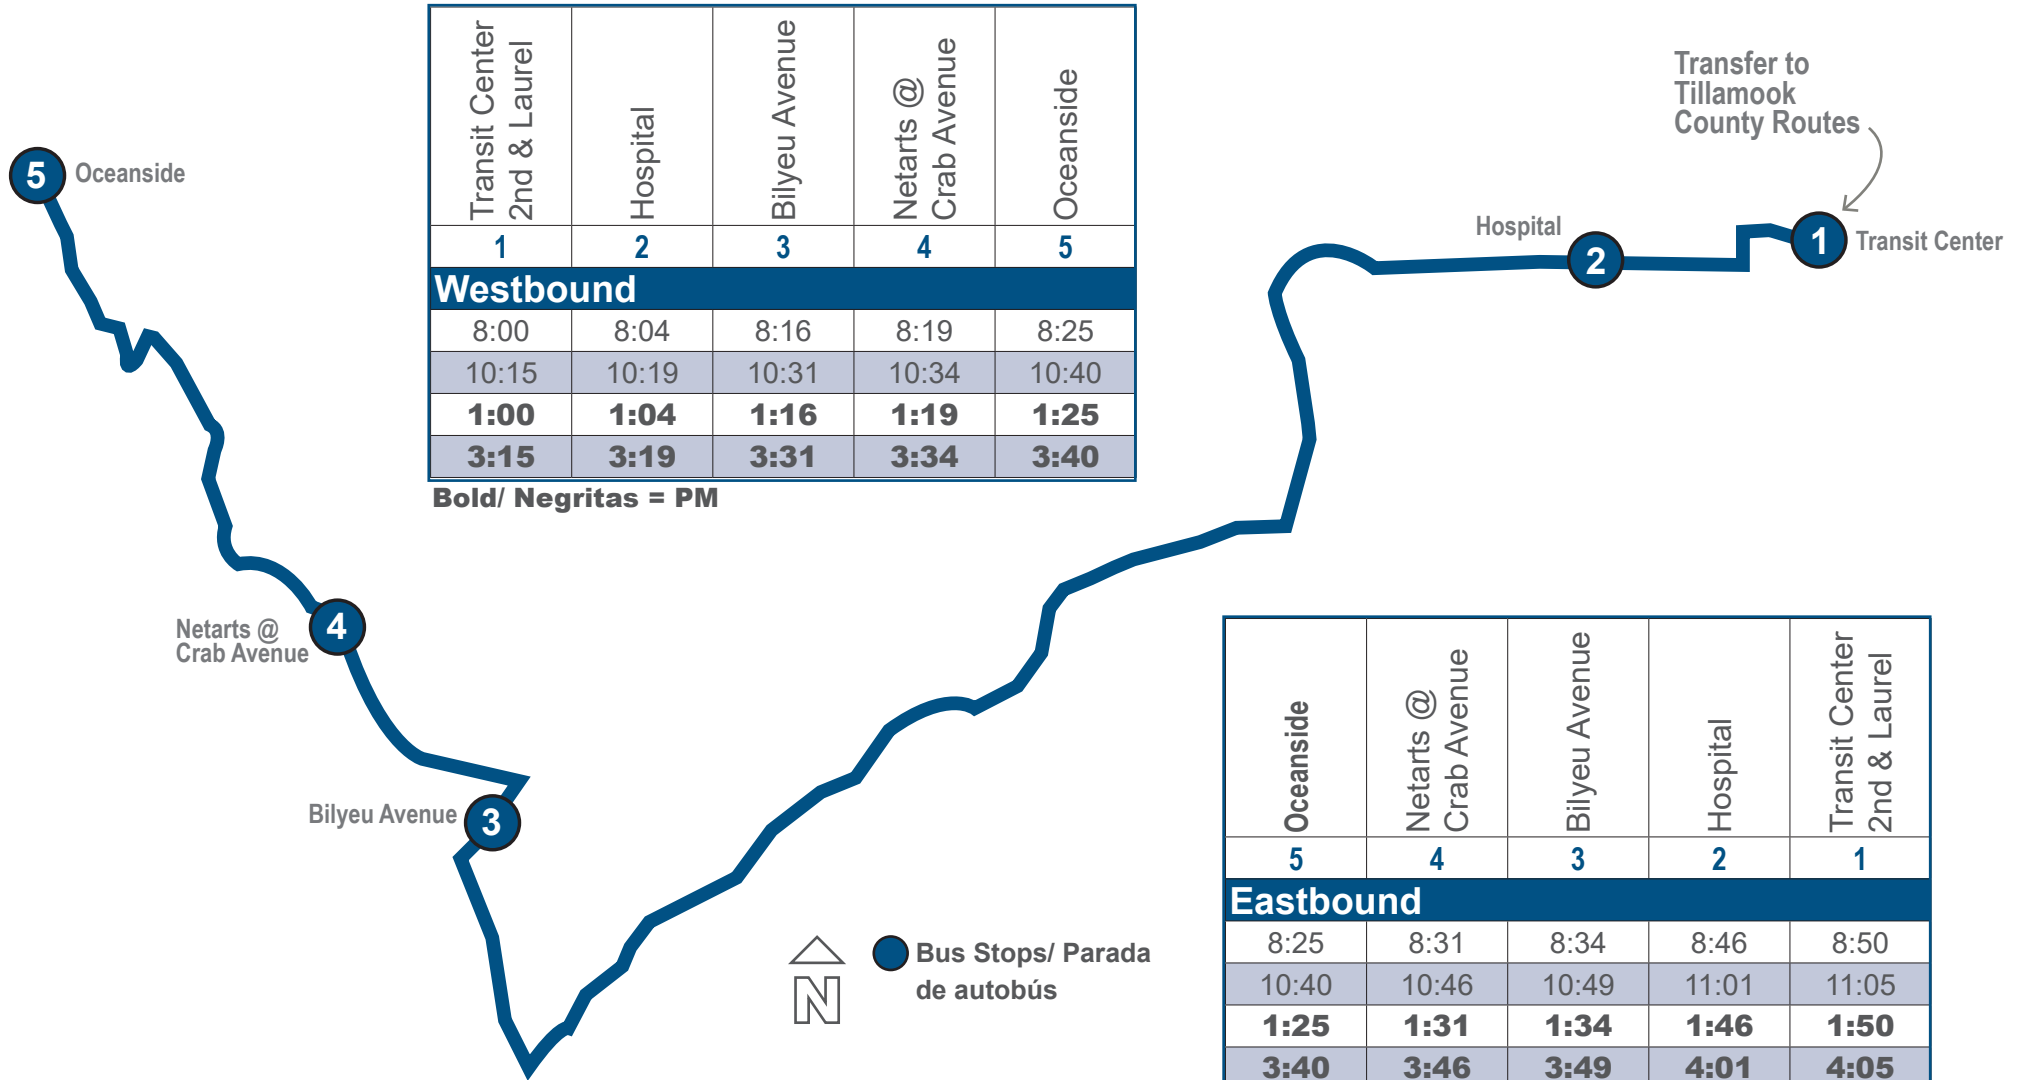 Transit Center
2nd & Laurel
Hospital
Bilyeu Avenue
Netarts @
Crab Avenue
Oceanside
1 2 3 4 5
Westbound
8:00 8:04 8:16 8:19 8:25
10:15 10:19 10:31 10:34 10:40
1:00 1:04 1:16 1:19 1:25
3:15 3:19 3:31 3:34 3:40
Bold/ Negritas = PM
Transfer to
Tillamook
County Routes
5 Oceanside
Hospital
2
1 Transit Center
Netarts @
Crab Avenue
4
Bilyeu Avenue 3
N
Bus Stops/ Parada
de autobús
Oceanside
Netarts @
Crab Avenue
Bilyeu Avenue
Hospital
Transit Center
2nd & Laurel
5 4 3 2 1
Eastbound
8:25 8:31 8:34 8:46 8:50
10:40 10:46 10:49 11:01 11:05
1:25 1:31 1:34 1:46 1:50
3:40 3:46 3:49 4:01 4:05